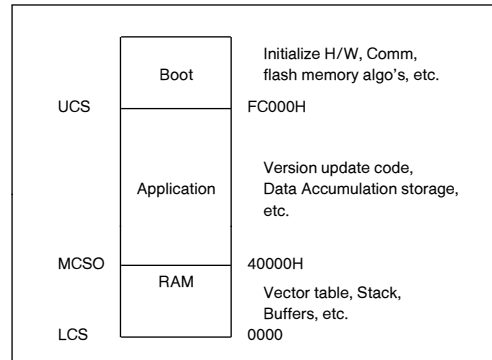 Boot
Initialize H/W, Comm,
flash memory algo's, etc.
UCS
FC000H
Application
Version update code,
Data Accumulation storage,
etc.
MCSO
40000H
RAM
Vector table, Stack,
Buffers, etc.
LCS
0000